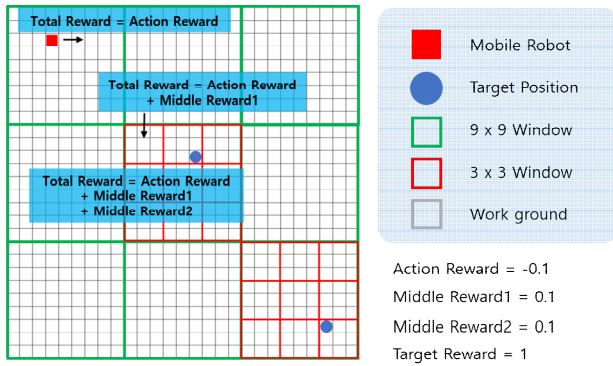 Total Reward = Action Reward
Total Reward = Action Reward
+ Middle Reward1
Total Reward = Action Reward
+ Middle Reward1
+ Middle Reward2
Mobile Robot
Target Position
9 x 9 Window
3 x 3 Window
Work ground
Action Reward = -0.1
Middle Reward1 = 0.1
Middle Reward2 = 0.1
Target Reward = 1